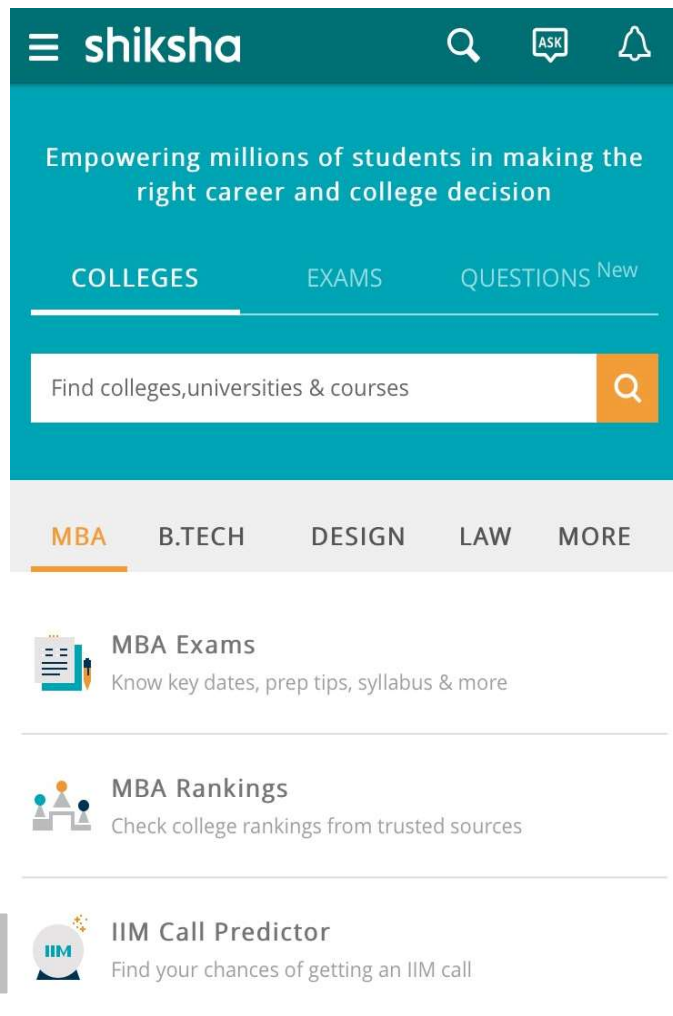 shiksha
ASK
Empowering millions of students in making the
right career and college decision
COLLEGES EXAMS QUESTIONS New
Find colleges,universities & courses
MBA B.TECH DESIGN LAW MORE
MBA Exams
Know key dates, prep tips, syllabus & more
MBA Rankings
Check college rankings from trusted sources
IIM
IIM Call Predictor
Find your chances of getting an IIM call